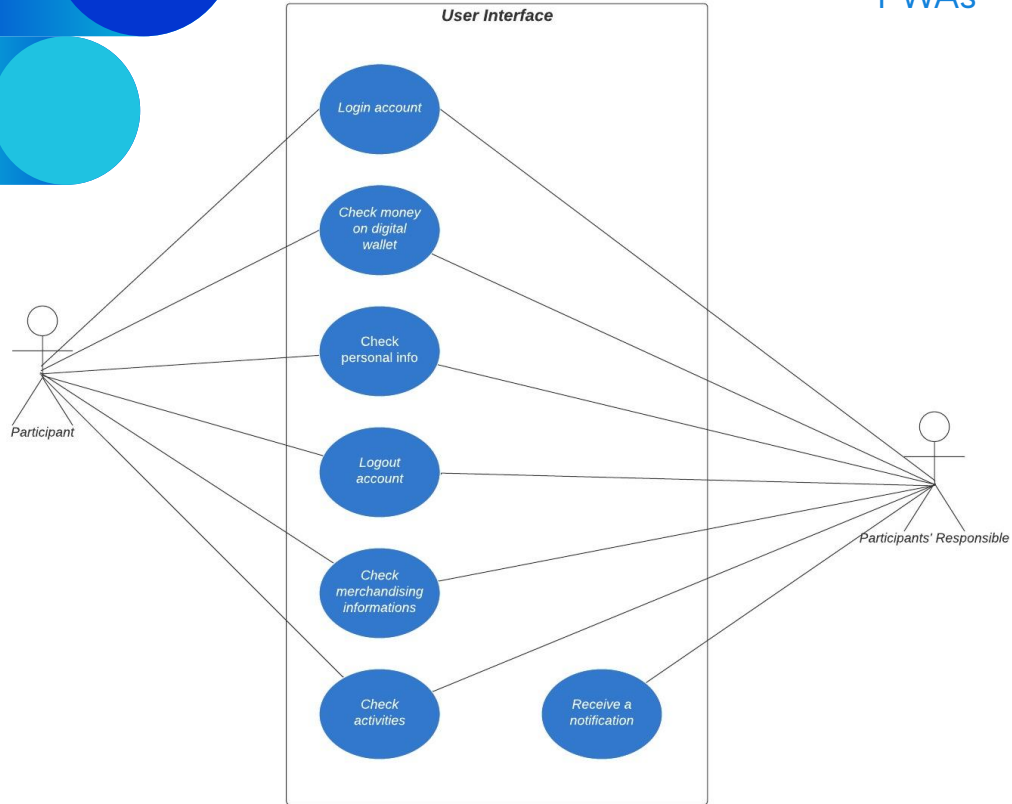 PWAs
User Interface
Login account
Check money
on digital
wallet
Check
personal info
Participant
Logout
account
Participants' Responsible
Check
merchandising
informations
Check
activities
Receive a
notification